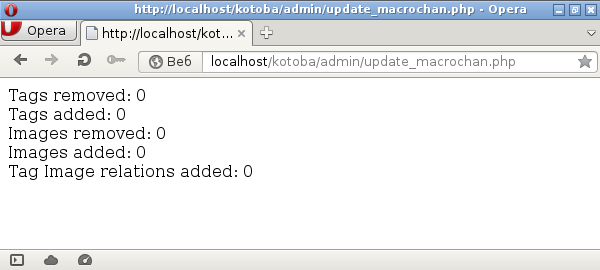 http://localhost/kotoba/admin/update_macrochan.php - Opera
Opera
http://localhost/kot...
Веб
localhost/kotoba/admin/update_macrochan.php
Tags removed: 0
Tags added: 0
Images removed: 0
Images added: 0
Tag Image relations added: 0